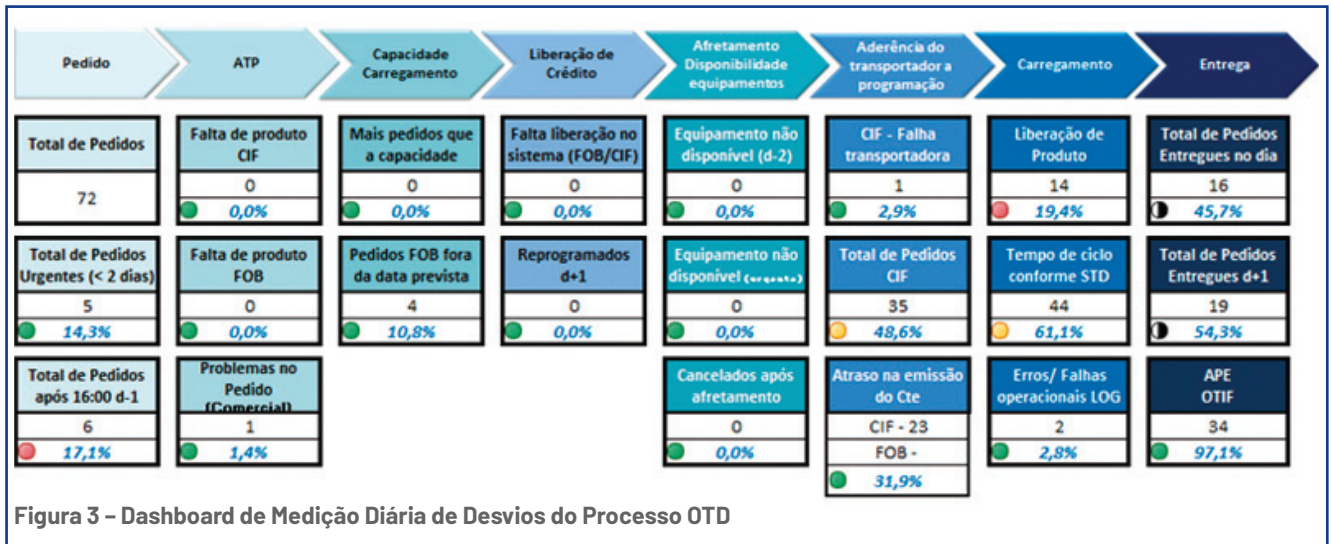 Pedido
ATP
Capacidade
Carregamento
Liberação de
Crédito
Afretamento
Disponibilidade
equipamentos
Aderência do
transportador a
programação
Carregamento
Entrega
Total de Pedidos
72
Falta de produto
CIF
0
0,0%
Mais pedidos que
a capacidade
0
0,0%
Falta liberação no
sistema (FOB/CIF)
0
0,0%
Equipamento não
disponível (d-2)
0
0,0%
CIF - Falha
transportadora
1
2,9%
Liberação de
Produto
14
19,4%
Total de Pedidos
Entregues no dia
16
45,7%
Total de Pedidos
Urgentes (< 2 dias)
5
14,3%
Falta de produto
FOB
0
0,0%
Pedidos FOB fora
da data prevista
4
10,8%
Reprogramados
d+1
0
0,0%
Equipamento não
disponível (urgente)
0
0,0%
Total de Pedidos
CIF
35
48,6%
Tempo de ciclo
conforme STD
44
61,1%
Total de Pedidos
Entregues d+1
19
54,3%
Total de Pedidos
após 16:00 d-1
6
17,1%
Problemas no
Pedido
(Comercial)
1
1,4%
Cancelados após
afretamento
0
0,0%
Atraso na emissão
do Cte
CIF - 23
FOB -
31,9%
Erros/ Falhas
operacionais LOG
2
2,8%
APE
OTIF
34
97,1%
Figura 3 – Dashboard de Medição Diária de Desvios do Processo OTD